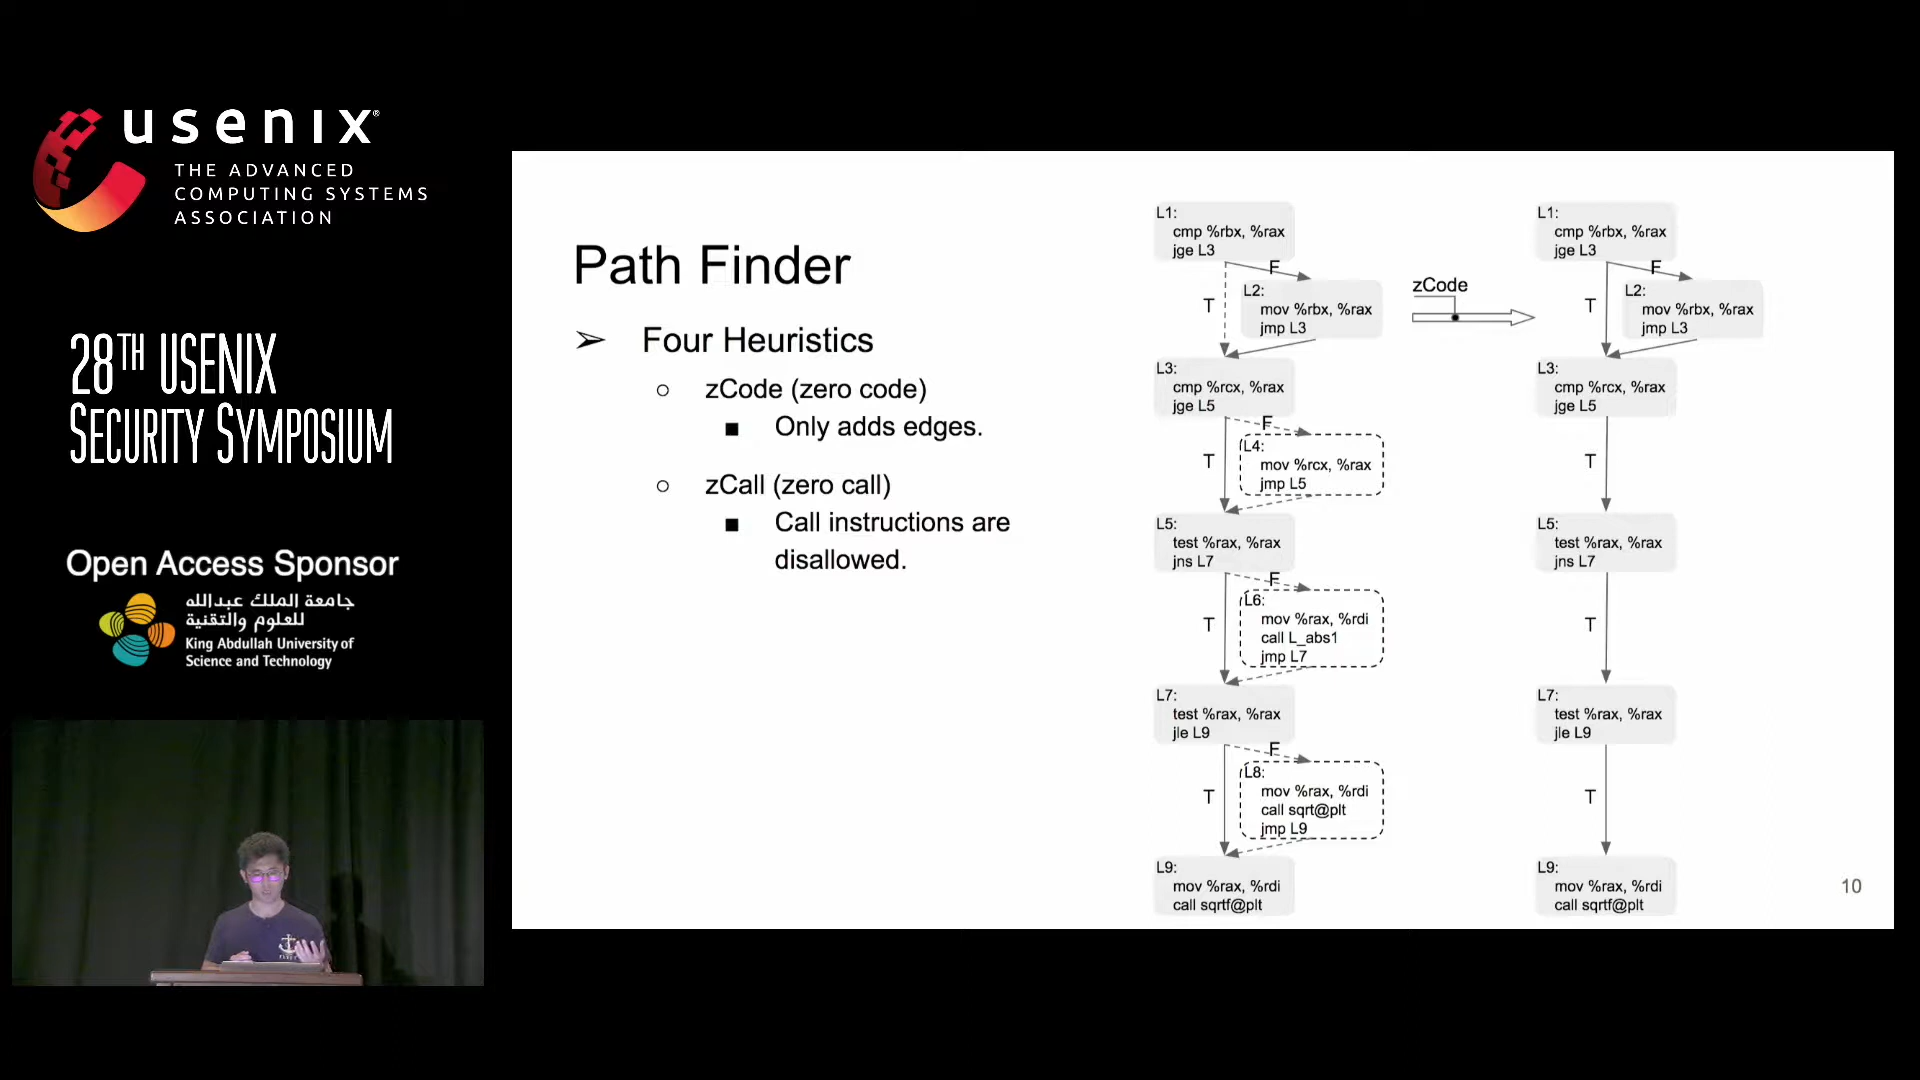 usenix®
THE ADVANCED
COMPUTING SYSTEMS
ASSOCIATION
28TH USENIX
SECURITY SYMPOSIUM
Open Access Sponsor
جامعة الملك عبدالله
للعلوم والتقنية
King Abdullah University of
Science and Technology
Path Finder
➢ Four Heuristics
○ zCode (zero code)
■ Only adds edges.
○ zCall (zero call)
■ Call instructions are
disallowed.
L1:
cmp %rbx, %rax
jge L3
F
T
L2:
mov %rbx, %rax
jmp L3
L3:
cmp %rcx, %rax
jge L5
F
T
L4:
mov %rcx, %rax
jmp L5
L5:
test %rax, %rax
jns L7
F
T
L6:
mov %rax, %rdi
call L_abs1
jmp L7
L7:
test %rax, %rax
jle L9
F
T
L8:
mov %rax, %rdi
call sqrt@plt
jmp L9
L9:
mov %rax, %rdi
call sqrtf@plt
zCode
L1:
cmp %rbx, %rax
jge L3
F
T
L2:
mov %rbx, %rax
jmp L3
L3:
cmp %rcx, %rax
jge L5
T
L5:
test %rax, %rax
jns L7
T
L7:
test %rax, %rax
jle L9
T
L9:
mov %rax, %rdi
call sqrtf@plt
10